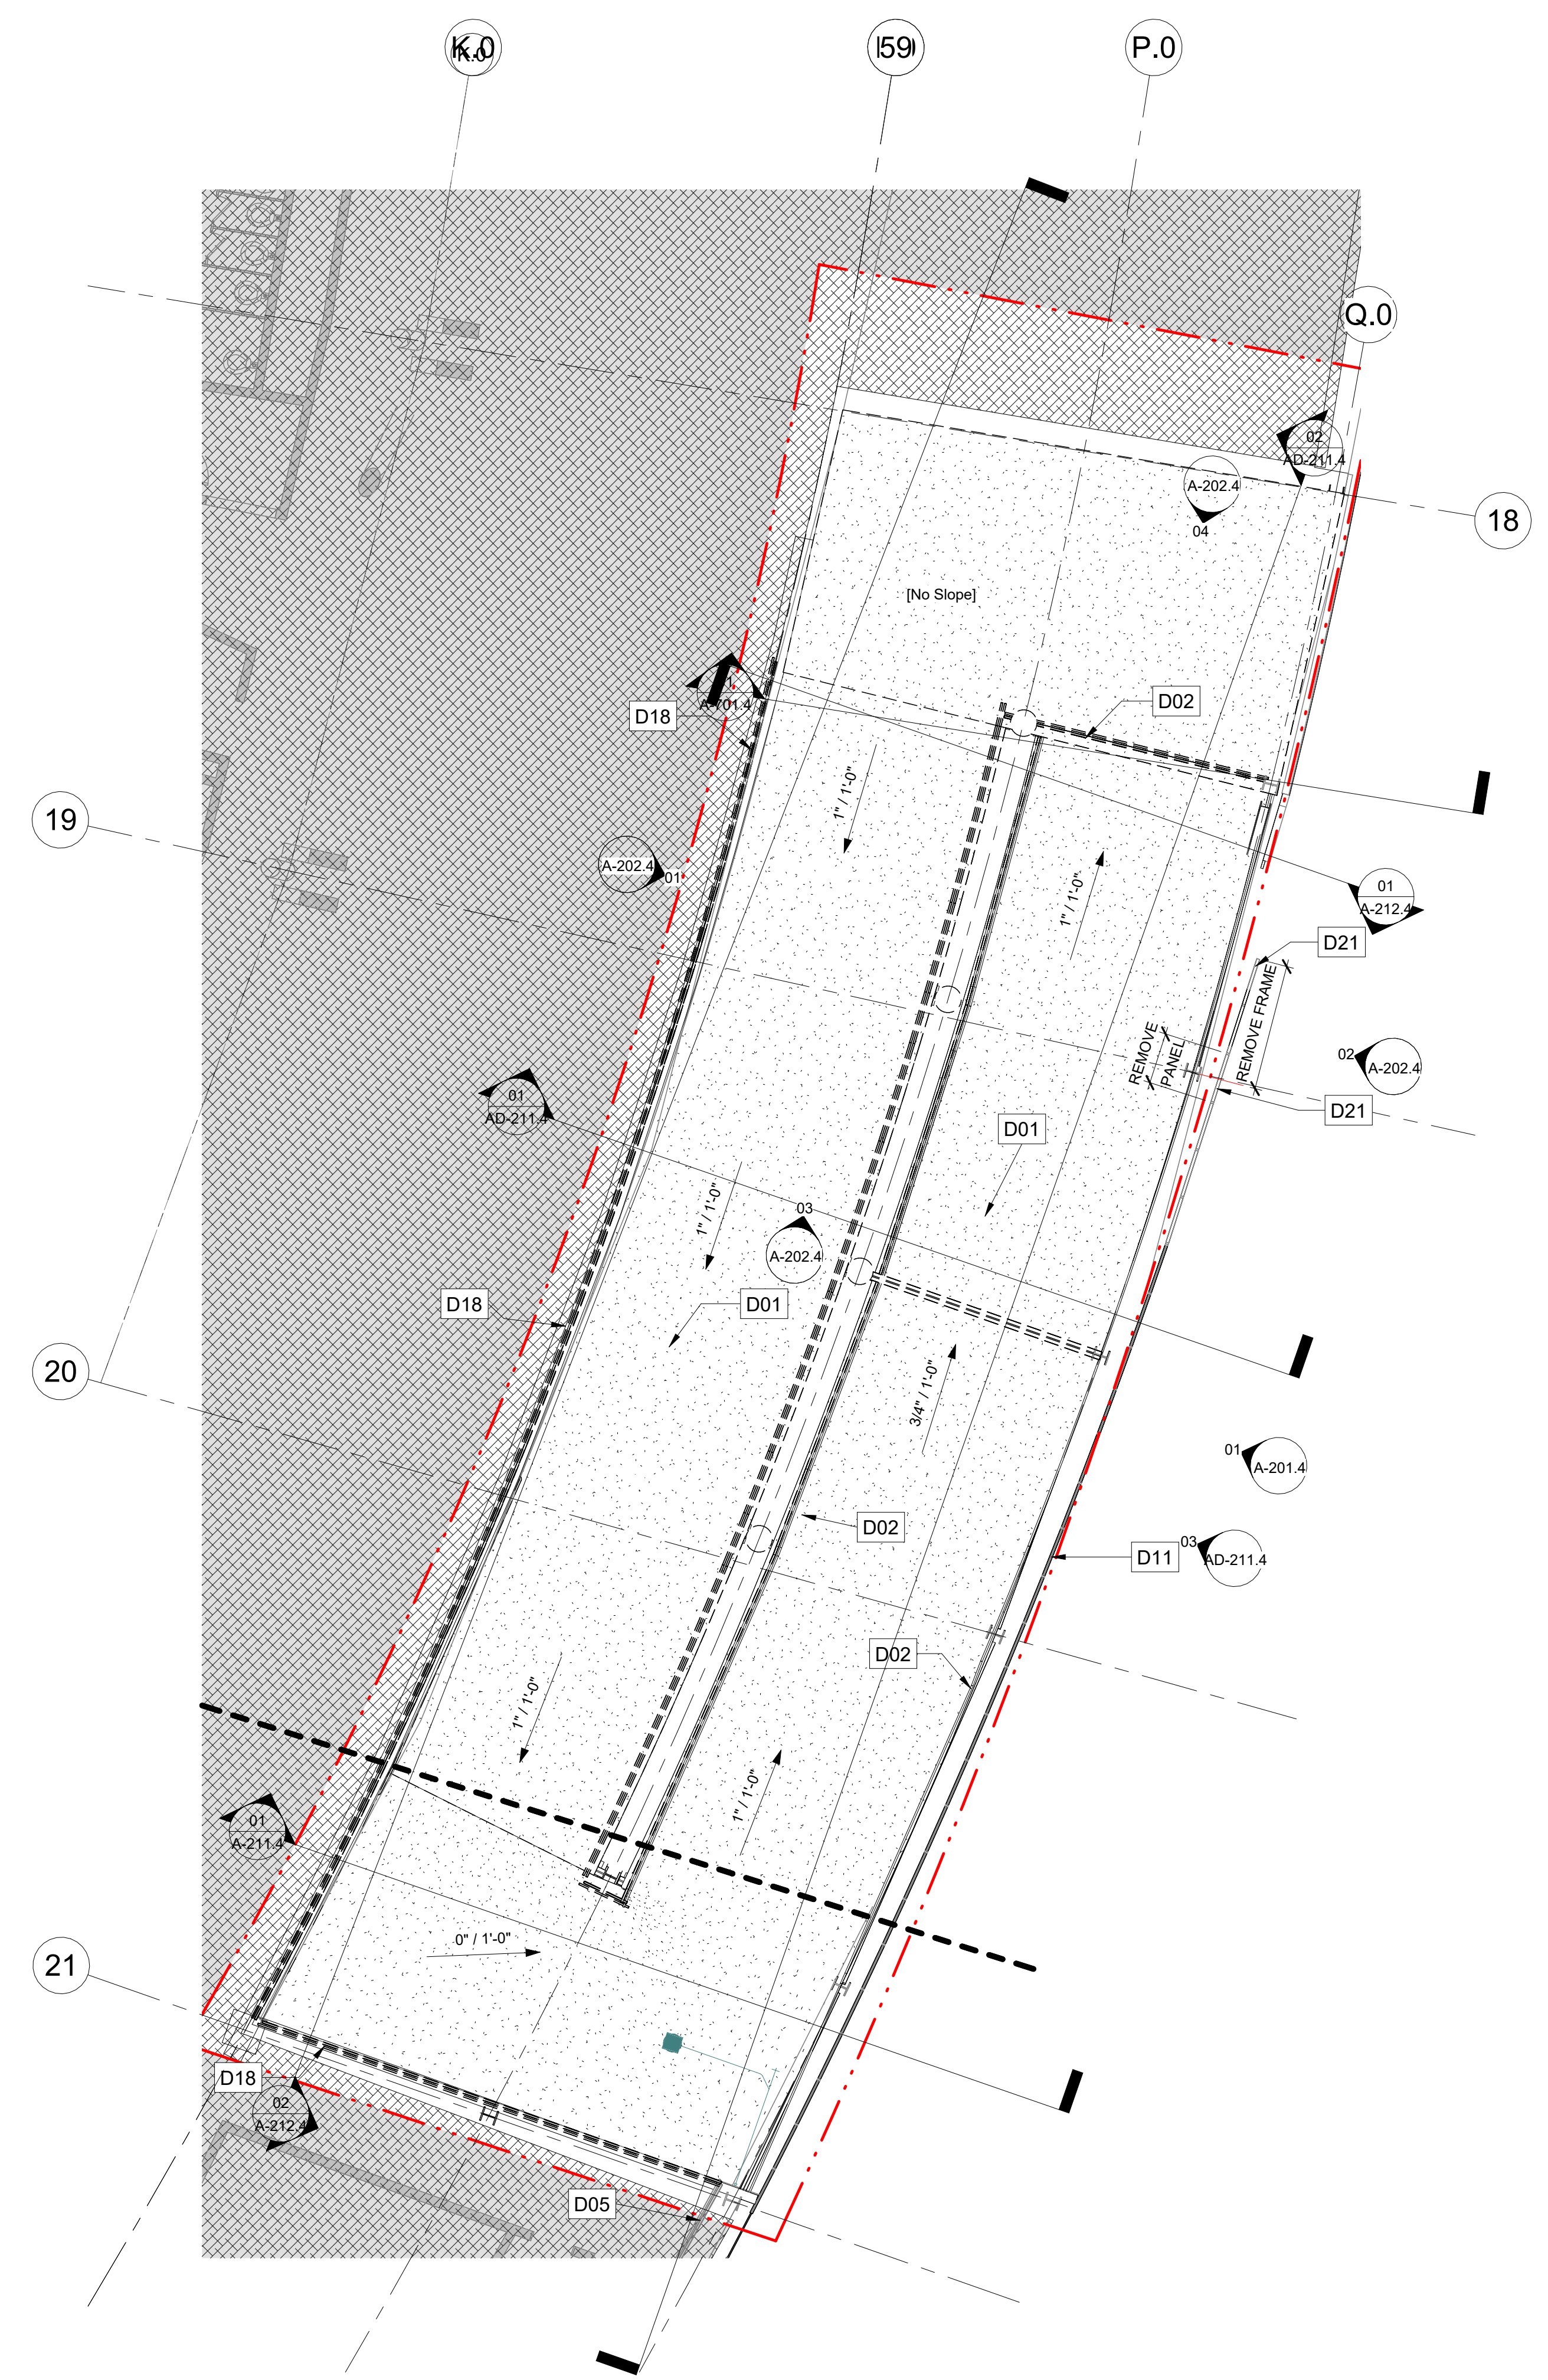 K.0
K.0
59
P.0
Q.0
02
AD-211.4
A-202.4
04
18
[No Slope]
1
A-701.4
D18
D02
1" / 1'-0"
19
A-202.4
01
1" / 1'-0"
01
A-212.4
D21
REMOVE FRAME
REMOVE
PANEL
02
A-202.4
D21
01
AD-211.4
D01
1" / 1'-0"
03
A-202.4
D18
D01
20
3/4" / 1'-0"
01
A-201.4
D02
D11
03
AD-211.4
D02
1" / 1'-0"
1" / 1'-0"
01
A-211.4
0" / 1'-0"
21
D18
02
A-212.4
D05